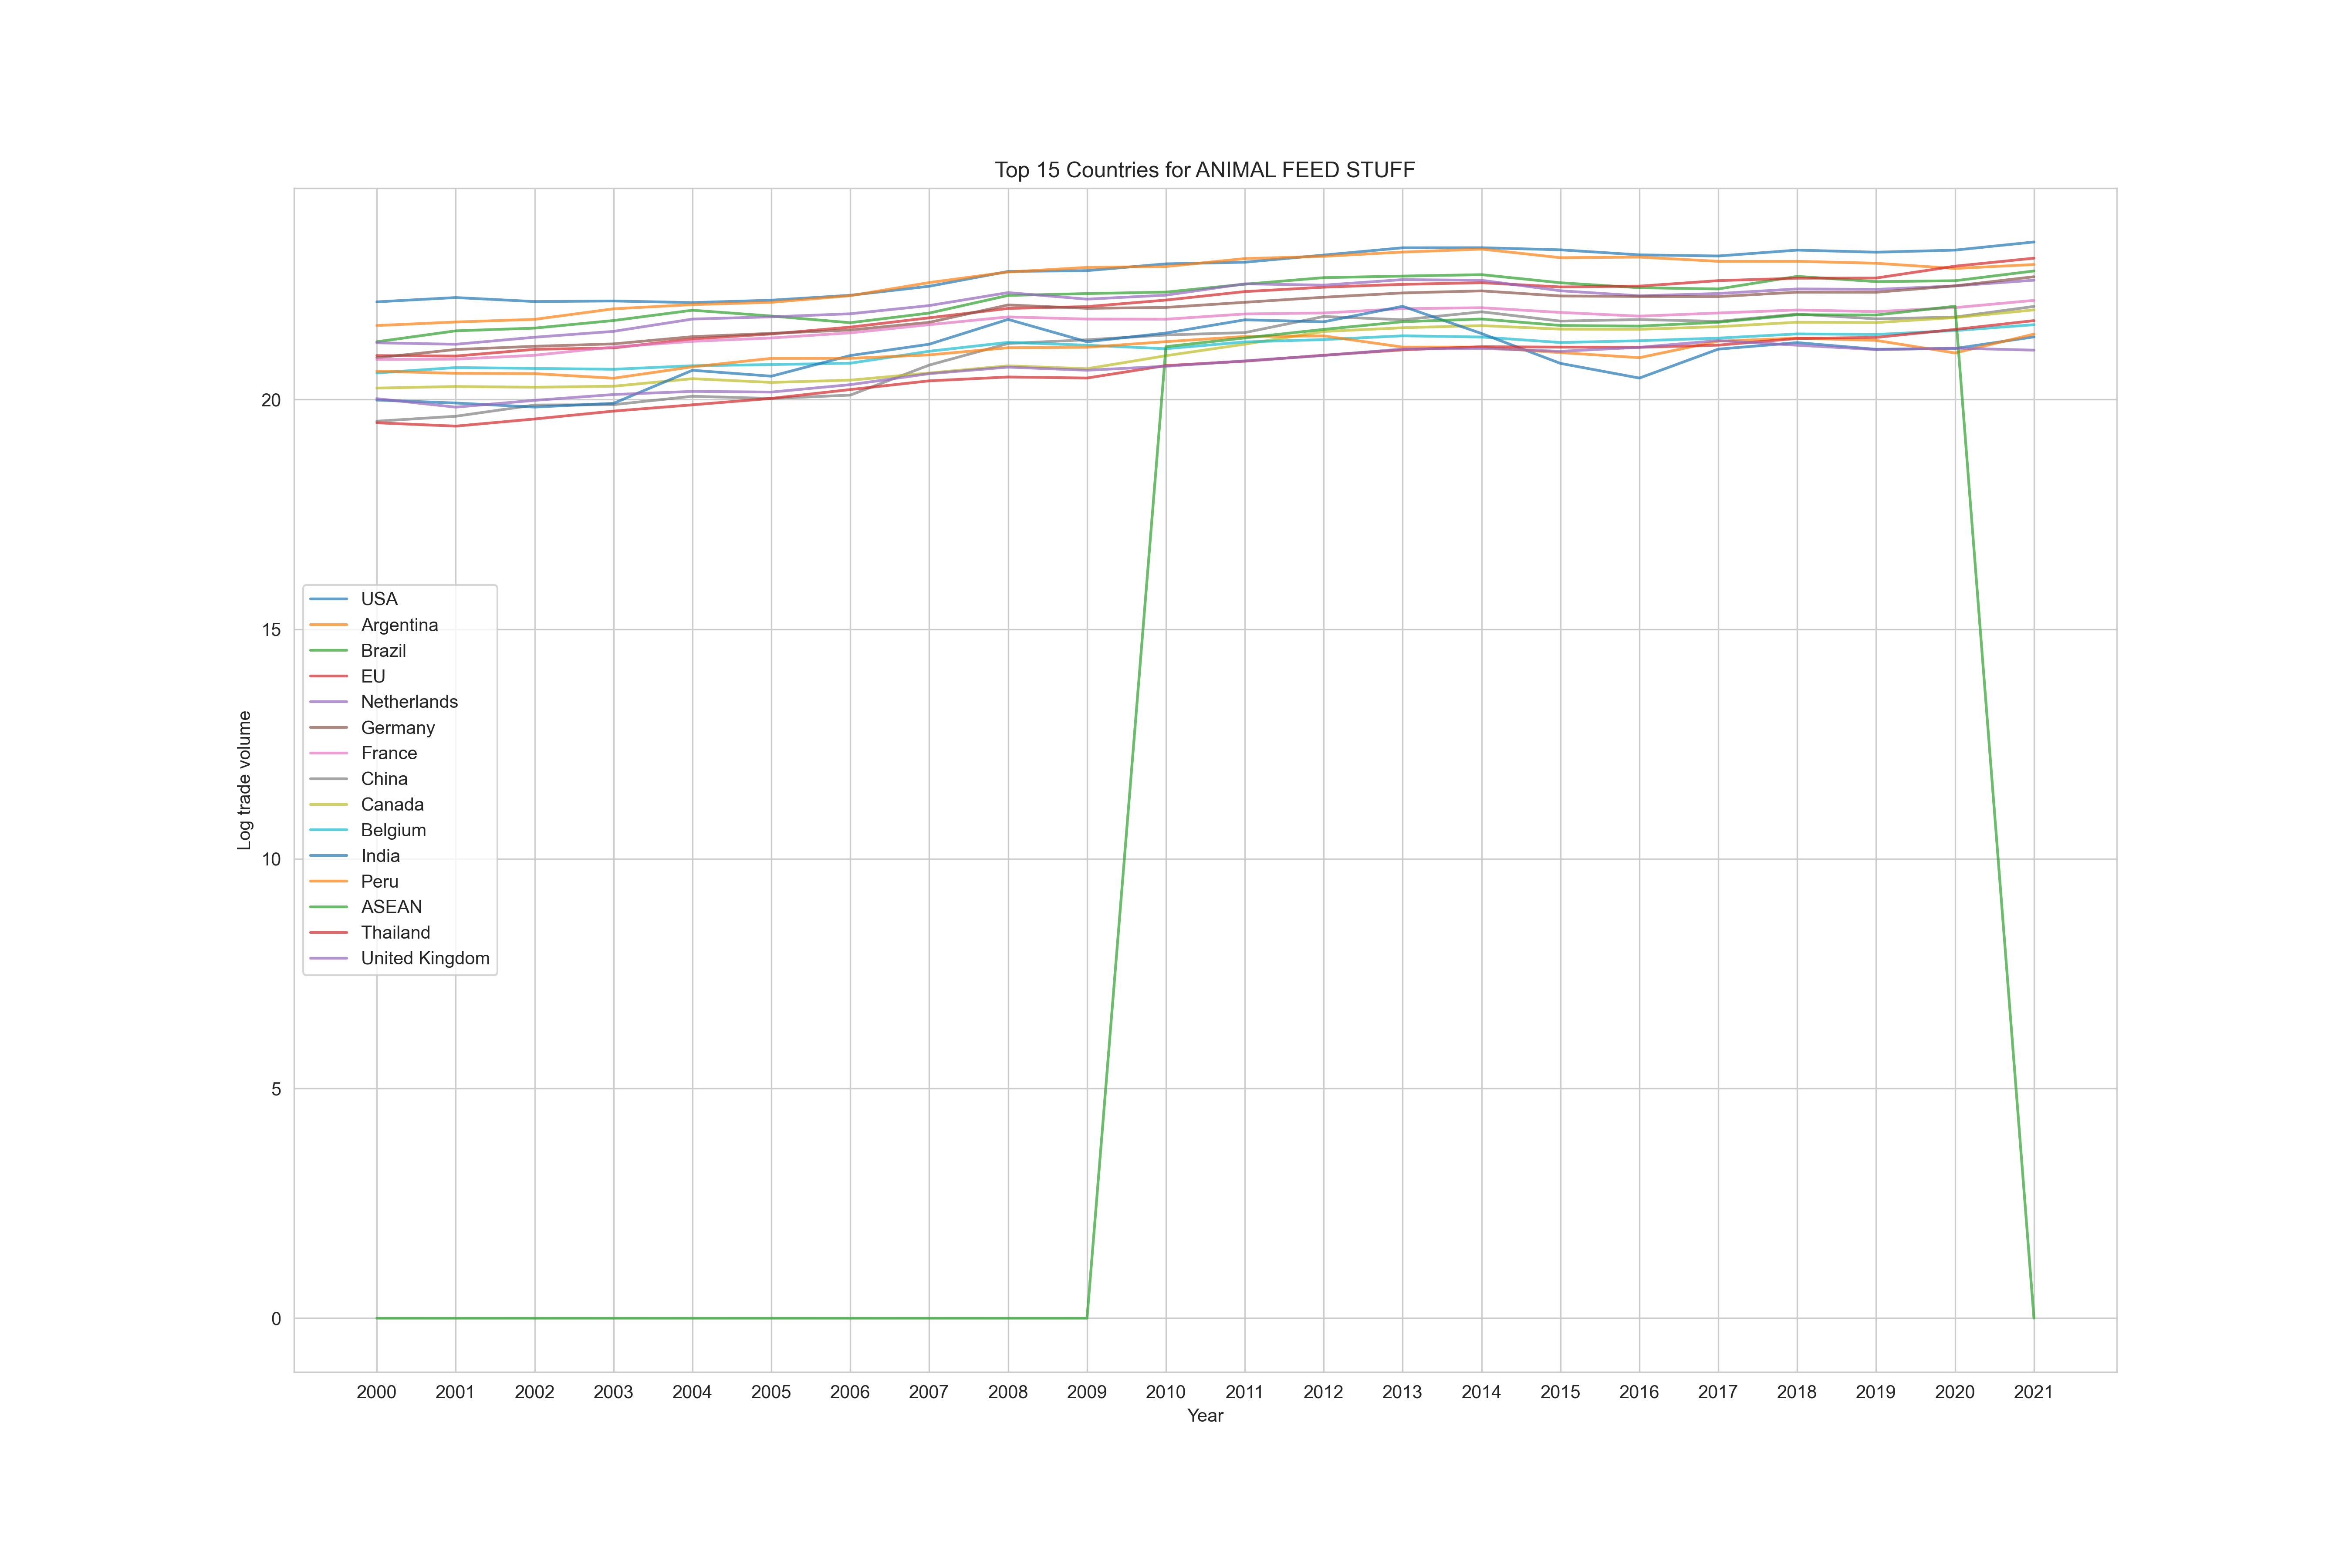 Top 15 Countries for ANIMAL FEED STUFF
20
15
10
5
0
Log trade volume
USA
Argentina
Brazil
EU
Netherlands
Germany
France
China
Canada
Belgium
India
Peru
ASEAN
Thailand
United Kingdom
2000 2001 2002 2003 2004 2005 2006 2007 2008 2009 2010 2011 2012 2013 2014 2015 2016 2017 2018 2019 2020 2021
Year